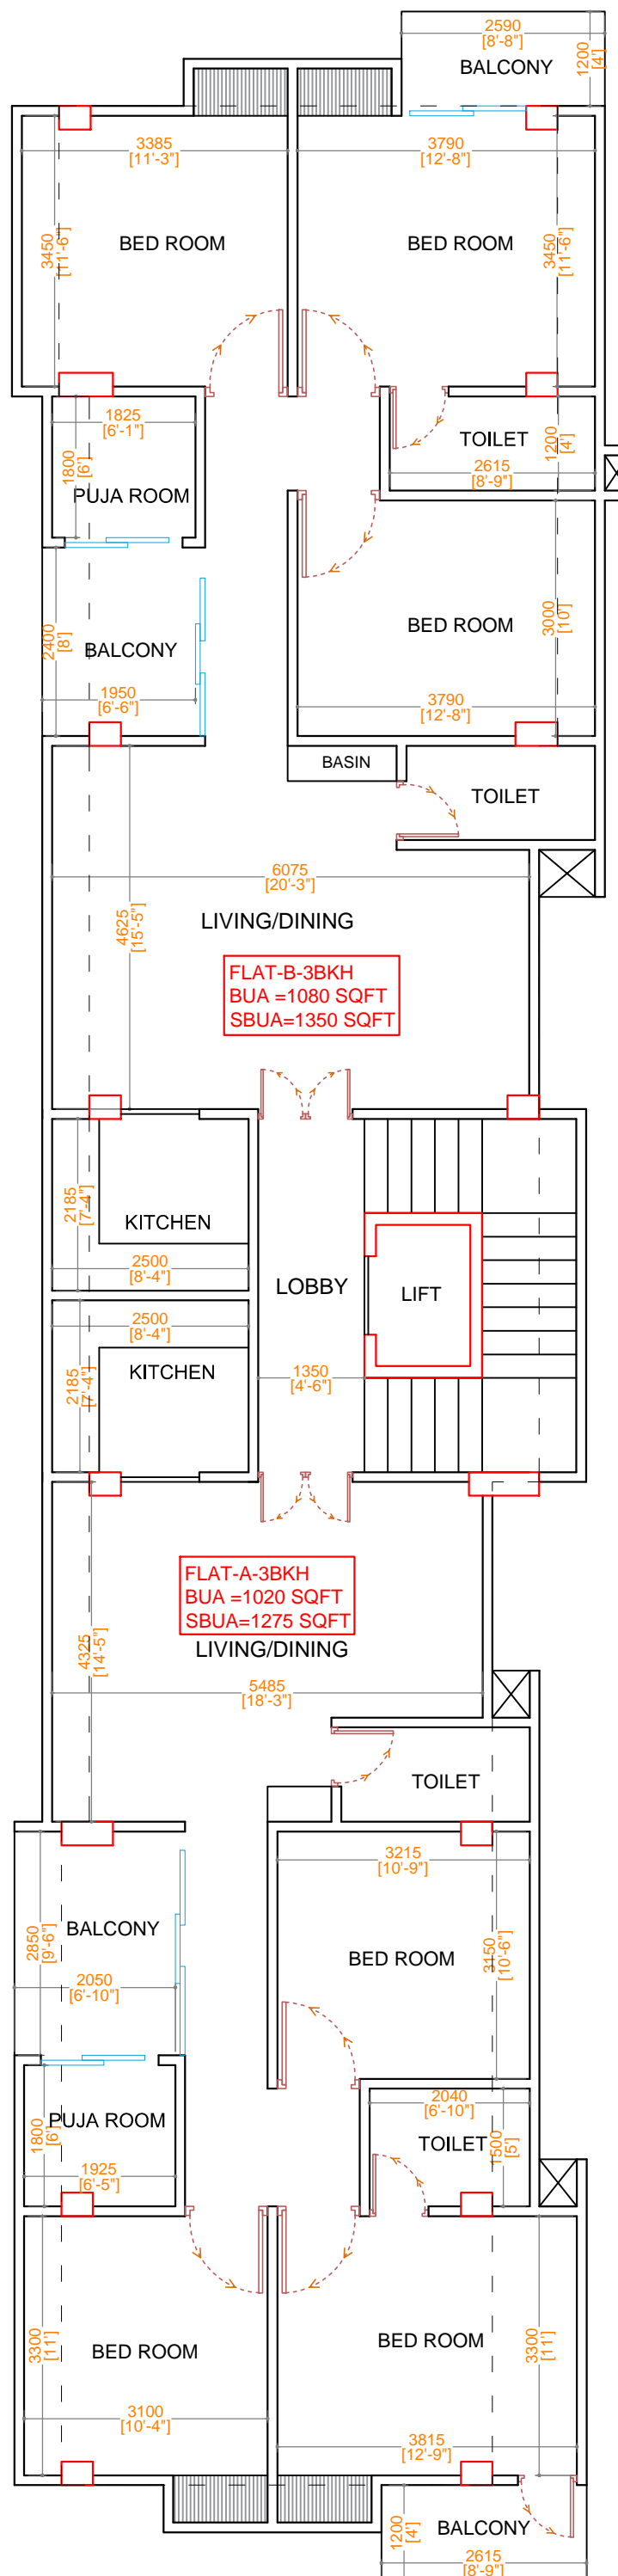 2590
[8'-8"]
1200
[4']
BALCONY
3385
[11'-3"]
3790
[12'-8"]
3450
[11'-6"]
BED ROOM
BED ROOM
3450
[11'-6"]
1825
[6'-1"]
1800
[6']
TOILET
1200
[4']
2615
[8'-9"]
PUJA ROOM
2400
[8']
BALCONY
BED ROOM
3000
[10']
1950
[6'-6"]
3790
[12'-8"]
BASIN
TOILET
6075
[20'-3"]
4625
[15'-5"]
LIVING/DINING
FLAT-B-3BKH
BUA =1080 SQFT
SBUA=1350 SQFT
2185
[7'-4"]
KITCHEN
2500
[8'-4"]
LOBBY
LIFT
2500
[8'-4"]
2185
[7'-4"]
KITCHEN
1350
[4'-6"]
FLAT-A-3BKH
BUA =1020 SQFT
SBUA=1275 SQFT
LIVING/DINING
4325
[14'-5"]
5485
[18'-3"]
TOILET
3215
[10'-9"]
BALCONY
2850
[9'-6"]
BED ROOM
3150
[10'-6"]
2050
[6'-10"]
PUJA ROOM
1800
[6']
1925
[6'-5"]
2040
[6'-10"]
TOILET
1500
[5']
3300
[11']
BED ROOM
BED ROOM
3300
[11']
3100
[10'-4"]
3815
[12'-9"]
1200
[4']
BALCONY
2615
[8'-9"]